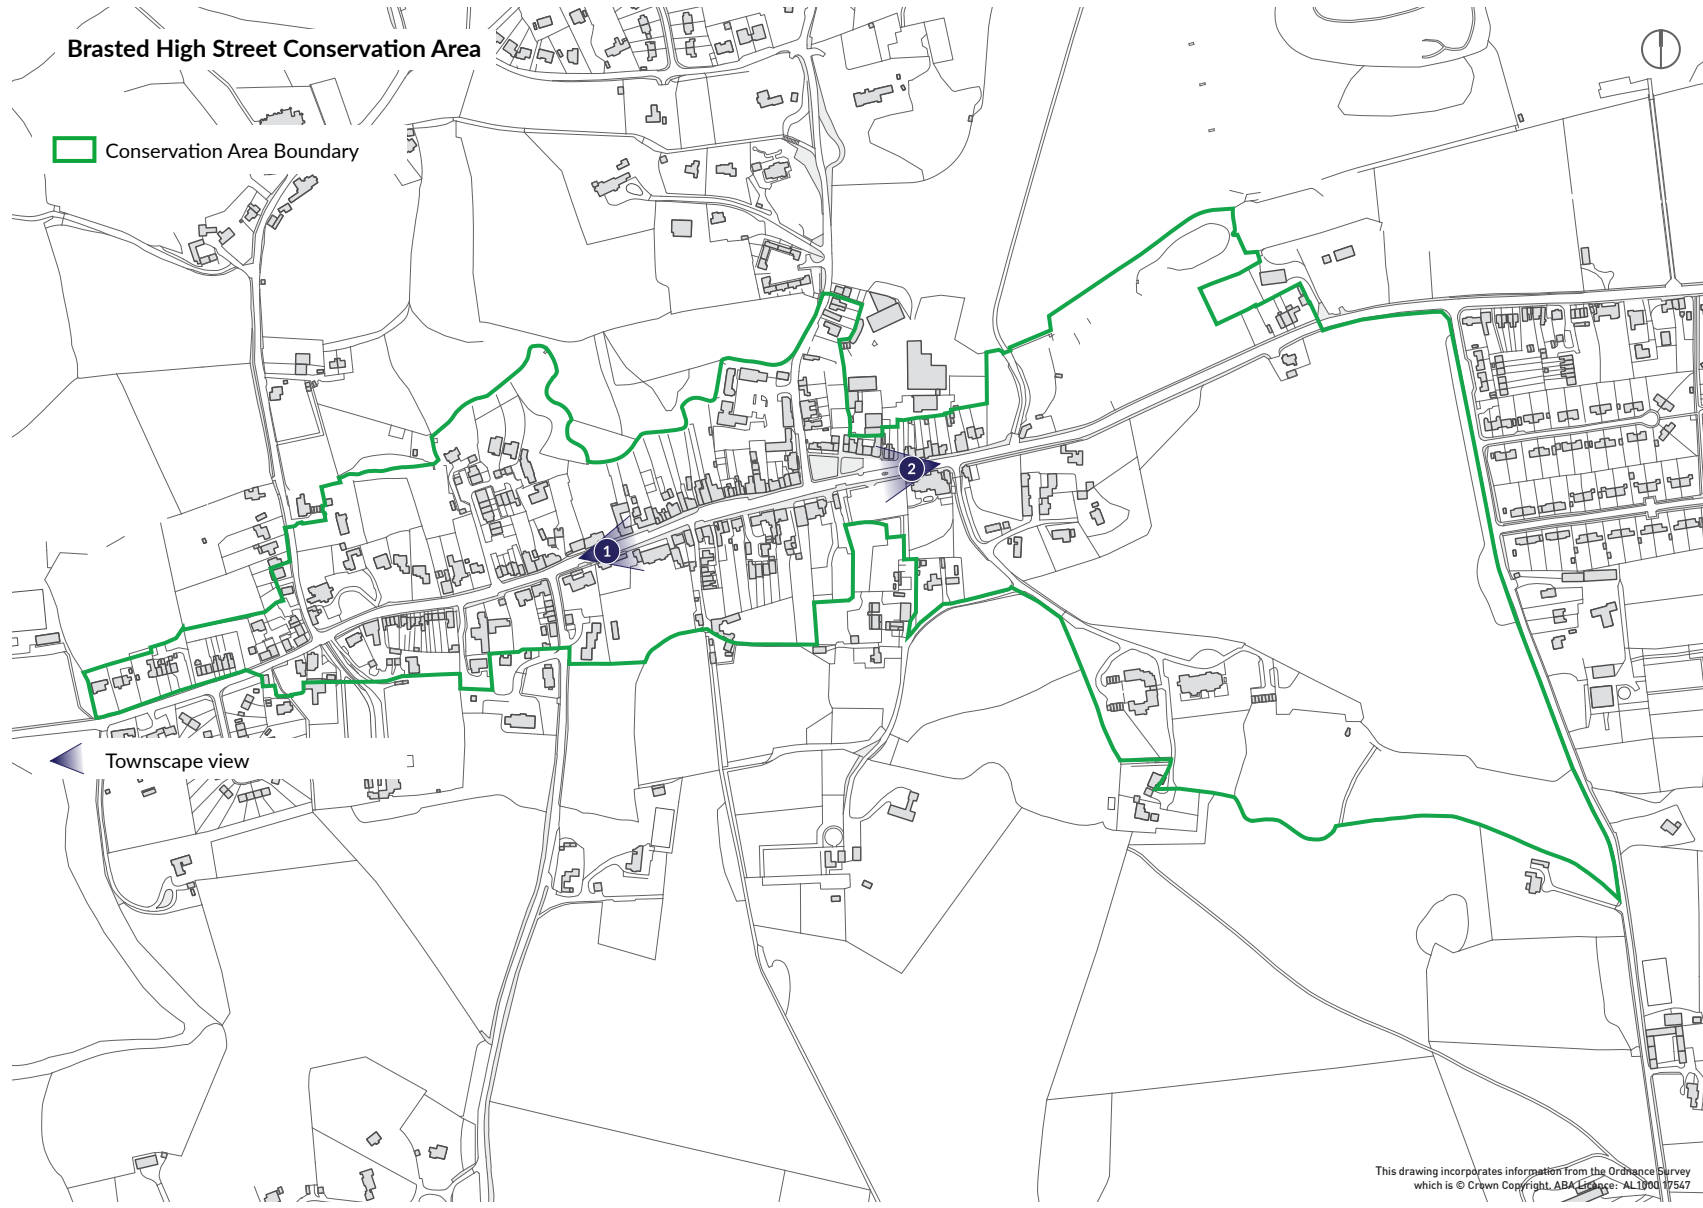 Brasted High Street Conservation Area
Conservation Area Boundary
2
1
Townscape view
This drawing incorporates information from the Ordnance Survey
which is © Crown Copyright. ABA Licence: AL1000 17547